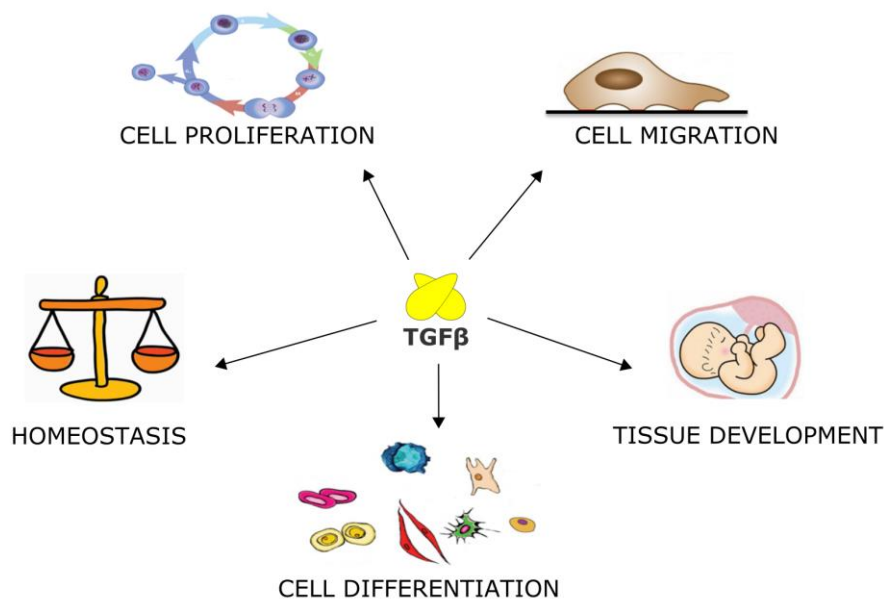 CELL PROLIFERATION
CELL MIGRATION
TGFβ
HOMEOSTASIS
TISSUE DEVELOPMENT
CELL DIFFERENTIATION